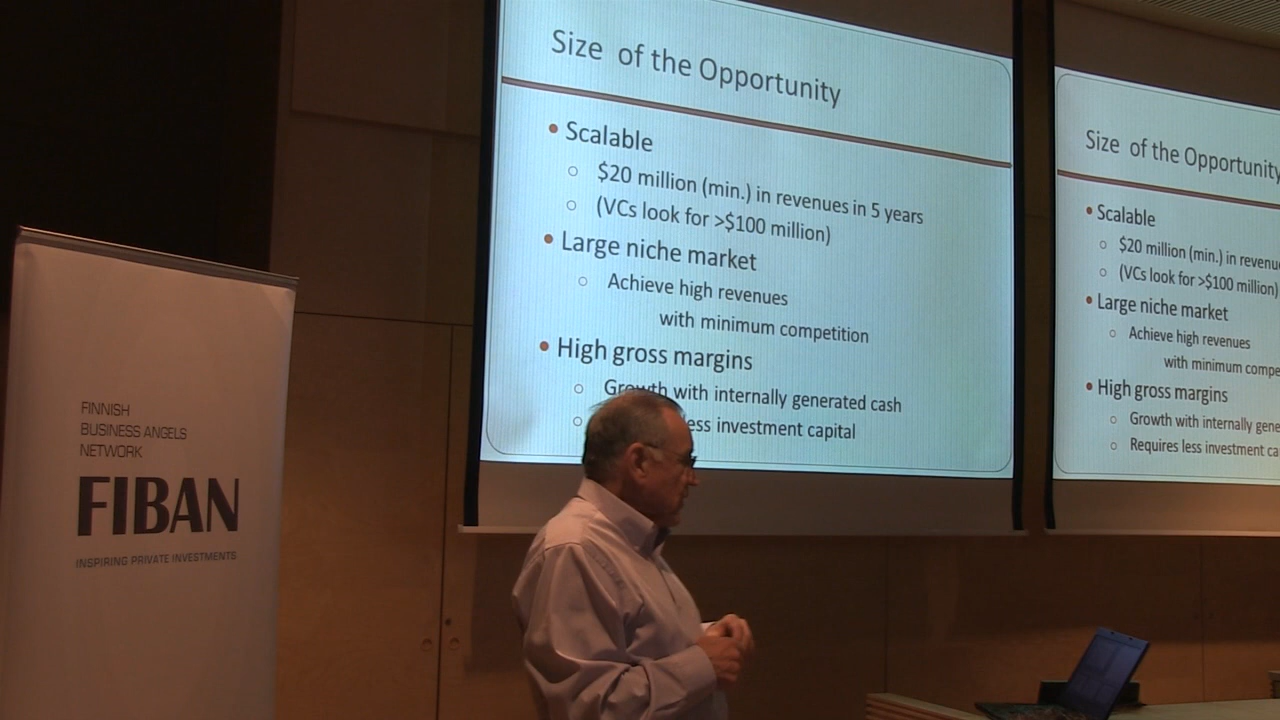 FINNISH
BUSINESS ANGELS
NETWORK
FIBAN
INSPIRING PRIVATE INVESTMENTS
Size of the Opportunity
Scalable
$20 million (min.) in revenues in 5 years
(VCs look for >$100 million)
Large niche market
Achieve high revenues
with minimum competition
High gross margins
Growth with internally generated cash
less investment capital
Size of the Opportunity
Scalable
$20 million (min.) in revenue
(VCs look for >$100 million)
Large niche market
Achieve high revenues
with minimum compe
High gross margins
Growth with internally gene
Requires less investment ca